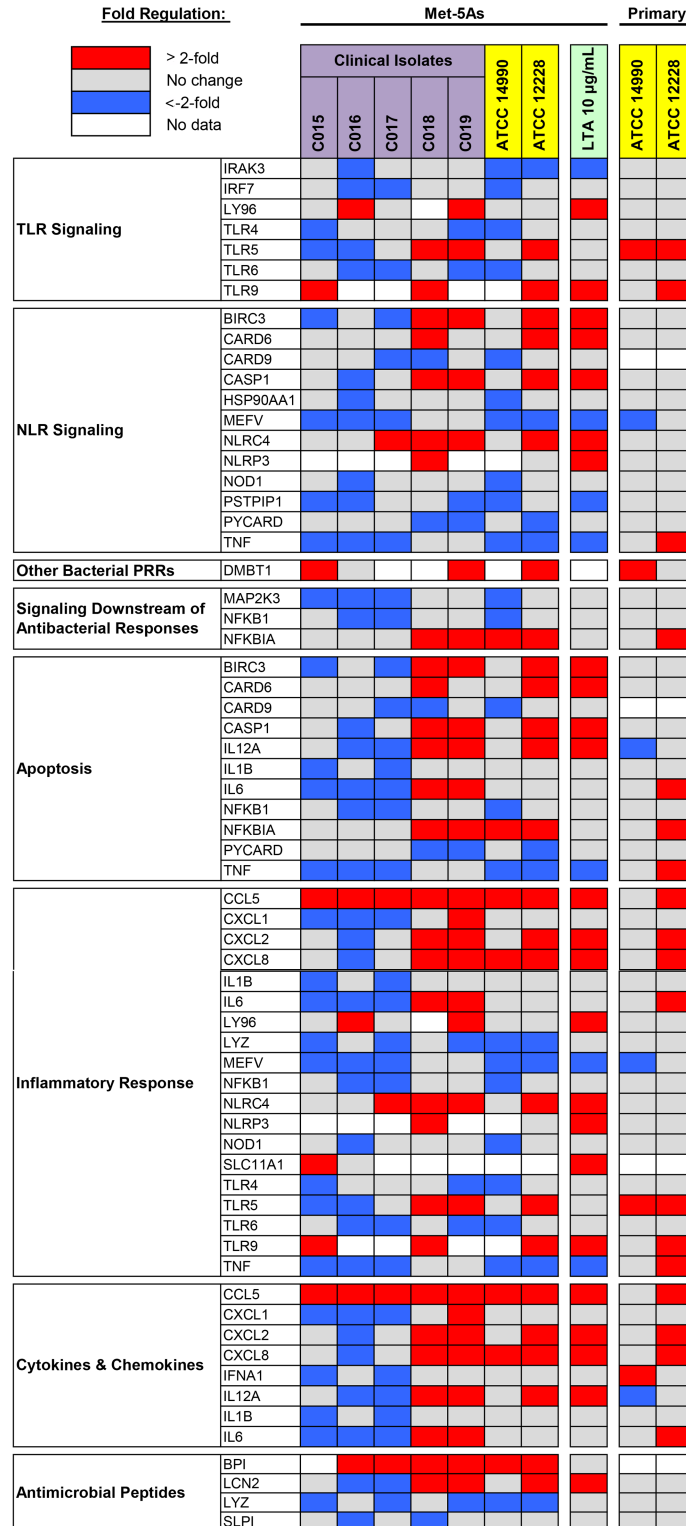 Fold Regulation:
Met-5As
Primary
> 2-fold
No change
<-2-fold
No data
Clinical Isolates
C015
C016
C017
C018
C019
ATCC 14990
ATCC 12228
LTA 10 µg/mL
ATCC 14990
ATCC 12228
TLR Signaling
IRAK3
IRF7
LY96
TLR4
TLR5
TLR6
TLR9
NLR Signaling
BIRC3
CARD6
CARD9
CASP1
HSP90AA1
MEFV
NLRC4
NLRP3
NOD1
PSTPIP1
PYCARD
TNF
Other Bacterial PRRs
DMBT1
Signaling Downstream of
Antibacterial Responses
MAP2K3
NFKB1
NFKBIA
Apoptosis
BIRC3
CARD6
CARD9
CASP1
IL12A
IL1B
IL6
NFKB1
NFKBIA
PYCARD
TNF
Inflammatory Response
CCL5
CXCL1
CXCL2
CXCL8
IL1B
IL6
LY96
LYZ
MEFV
NFKB1
NLRC4
NLRP3
NOD1
SLC11A1
TLR4
TLR5
TLR6
TLR9
TNF
Cytokines & Chemokines
CCL5
CXCL1
CXCL2
CXCL8
IFNA1
IL12A
IL1B
IL6
Antimicrobial Peptides
BPI
LCN2
LYZ
SLPI